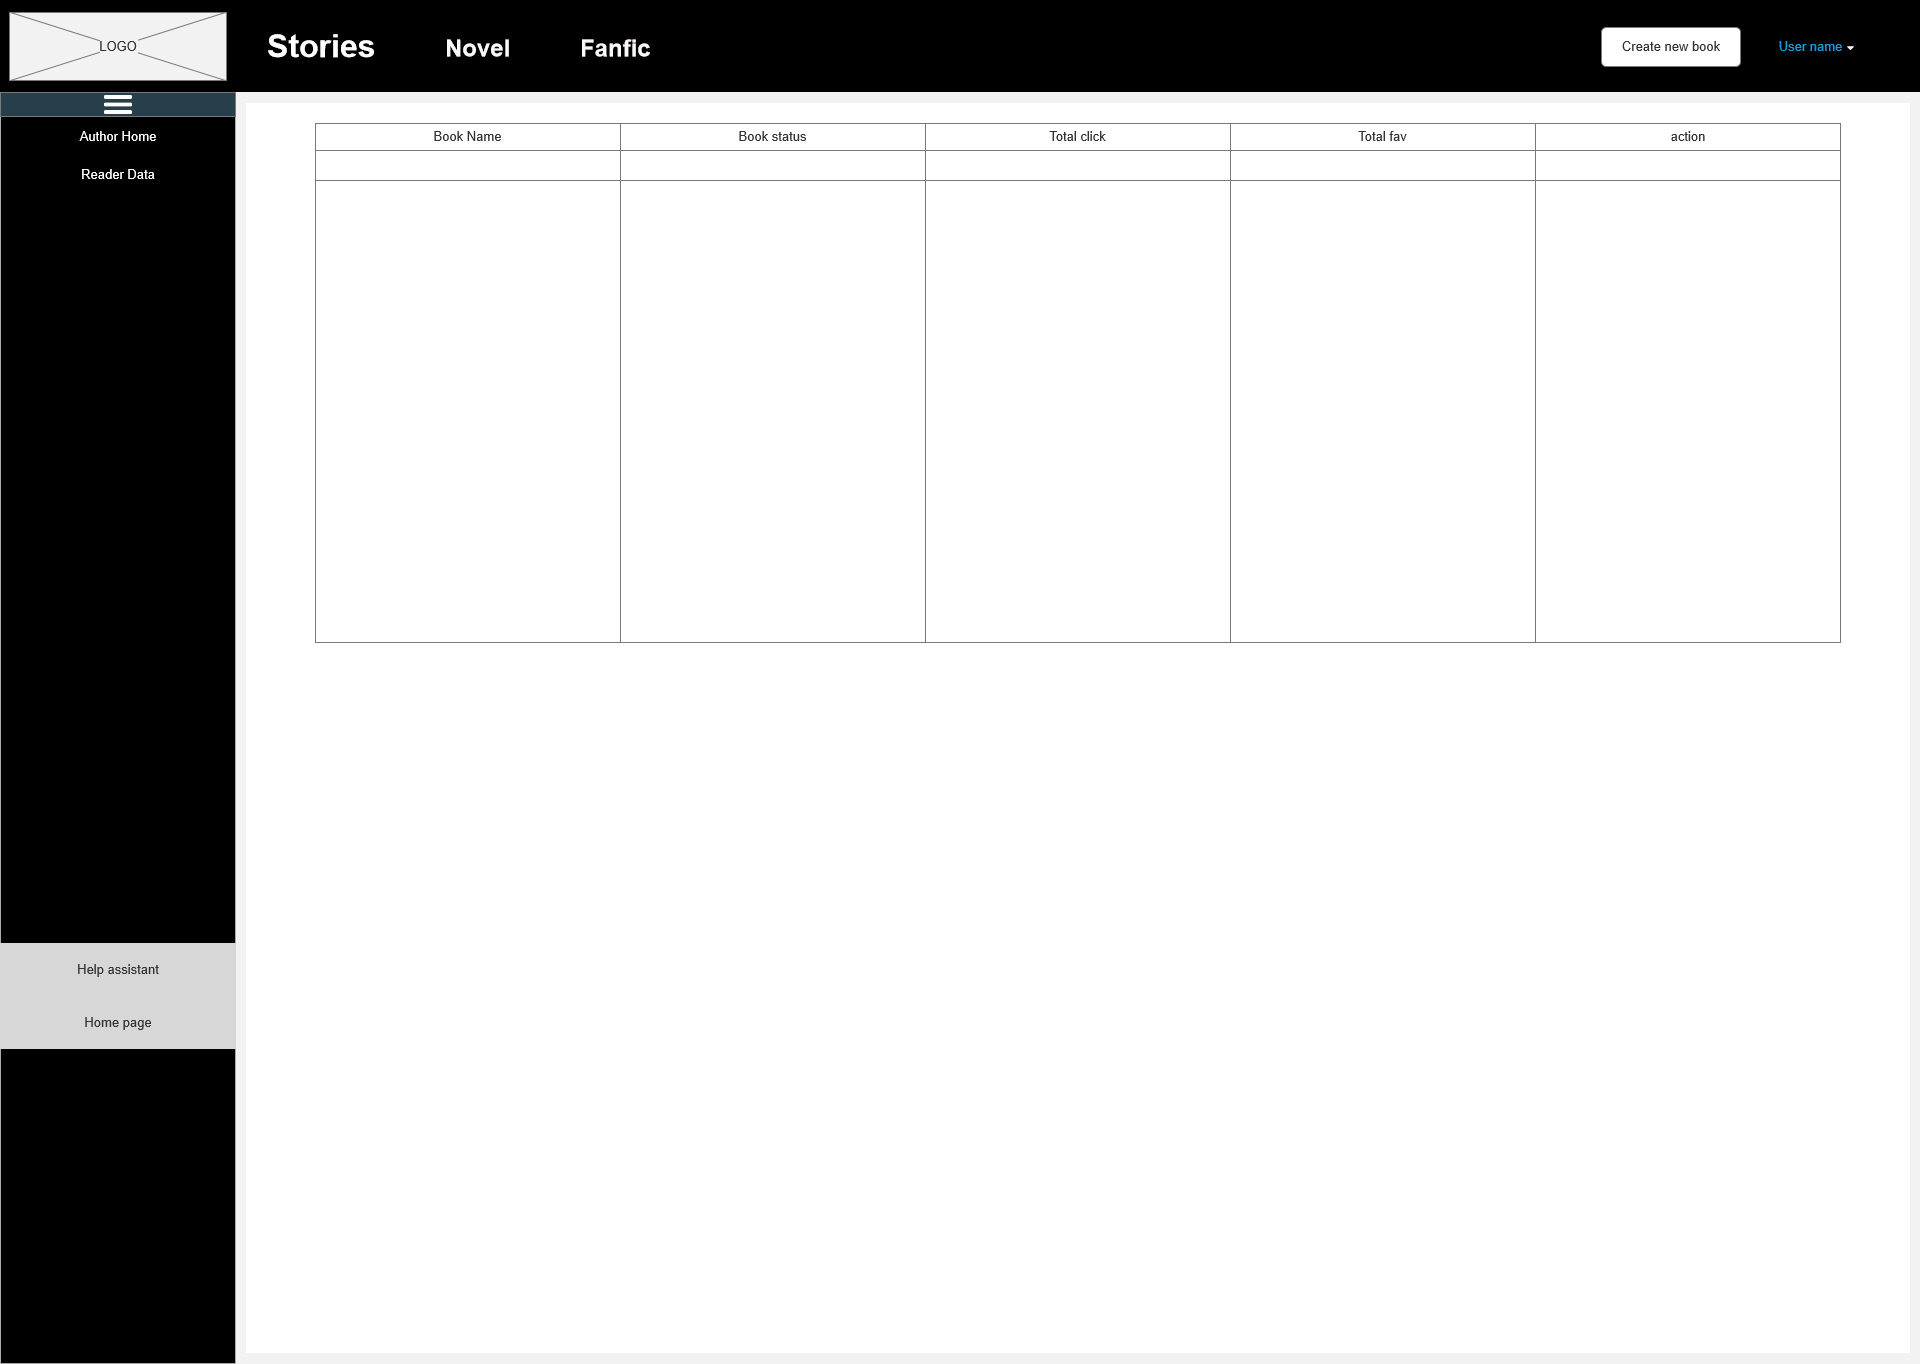 LOGO
Stories
Novel
Fanfic
Create new book
User name
Author Home
Reader Data
Book Name
Book status
Total click
Total fav
action
Help assistant
Home page